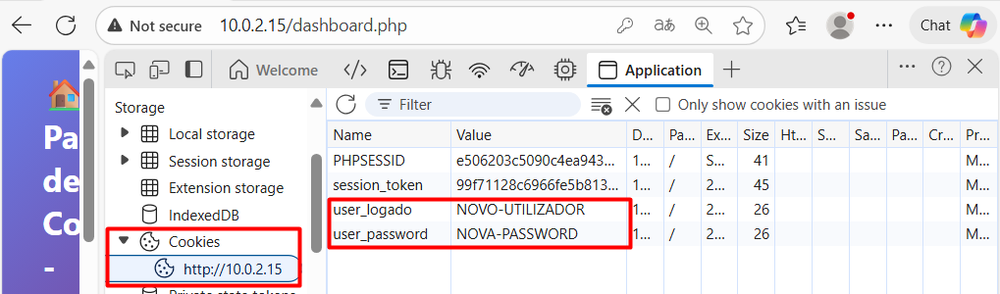 Not secure 10.0.2.15/dashboard.php Chat
Pa
de
Co
-
Welcome Application
Storage
Local storage
Session storage
Extension storage
IndexedDB
Cookies
http://10.0.2.15
Private state tokens
Filter Only show cookies with an issue
Name Value D... Pa... Ex... Size Ht... S... Sa... Pa... Cr... Pr...
PHPSESSID e506203c5090c4ea943... 1... / S... 41 M...
session_token 99f71128c6966fe5b813... 1... / 2... 45 M...
user_logado NOVO-UTILIZADOR 1... / 2... 26 M...
user_password NOVA-PASSWORD 1... / 2... 26 M...